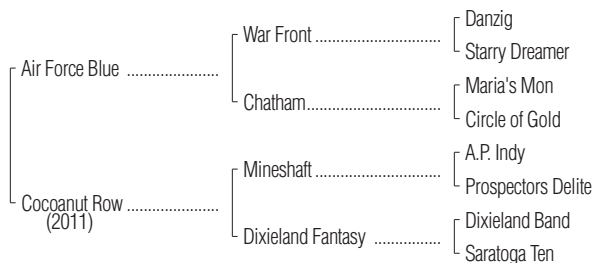 Danzig
War Front ..............................
Starry Dreamer
Air Force Blue ......................
Maria's Mon
Chatham................................
Circle of Gold
A.P. Indy
Mineshaft ..............................
Prospectors Delite
Cocoanut Row ......................
(2011)
Dixieland Band
Dixieland Fantasy ................
Saratoga Ten